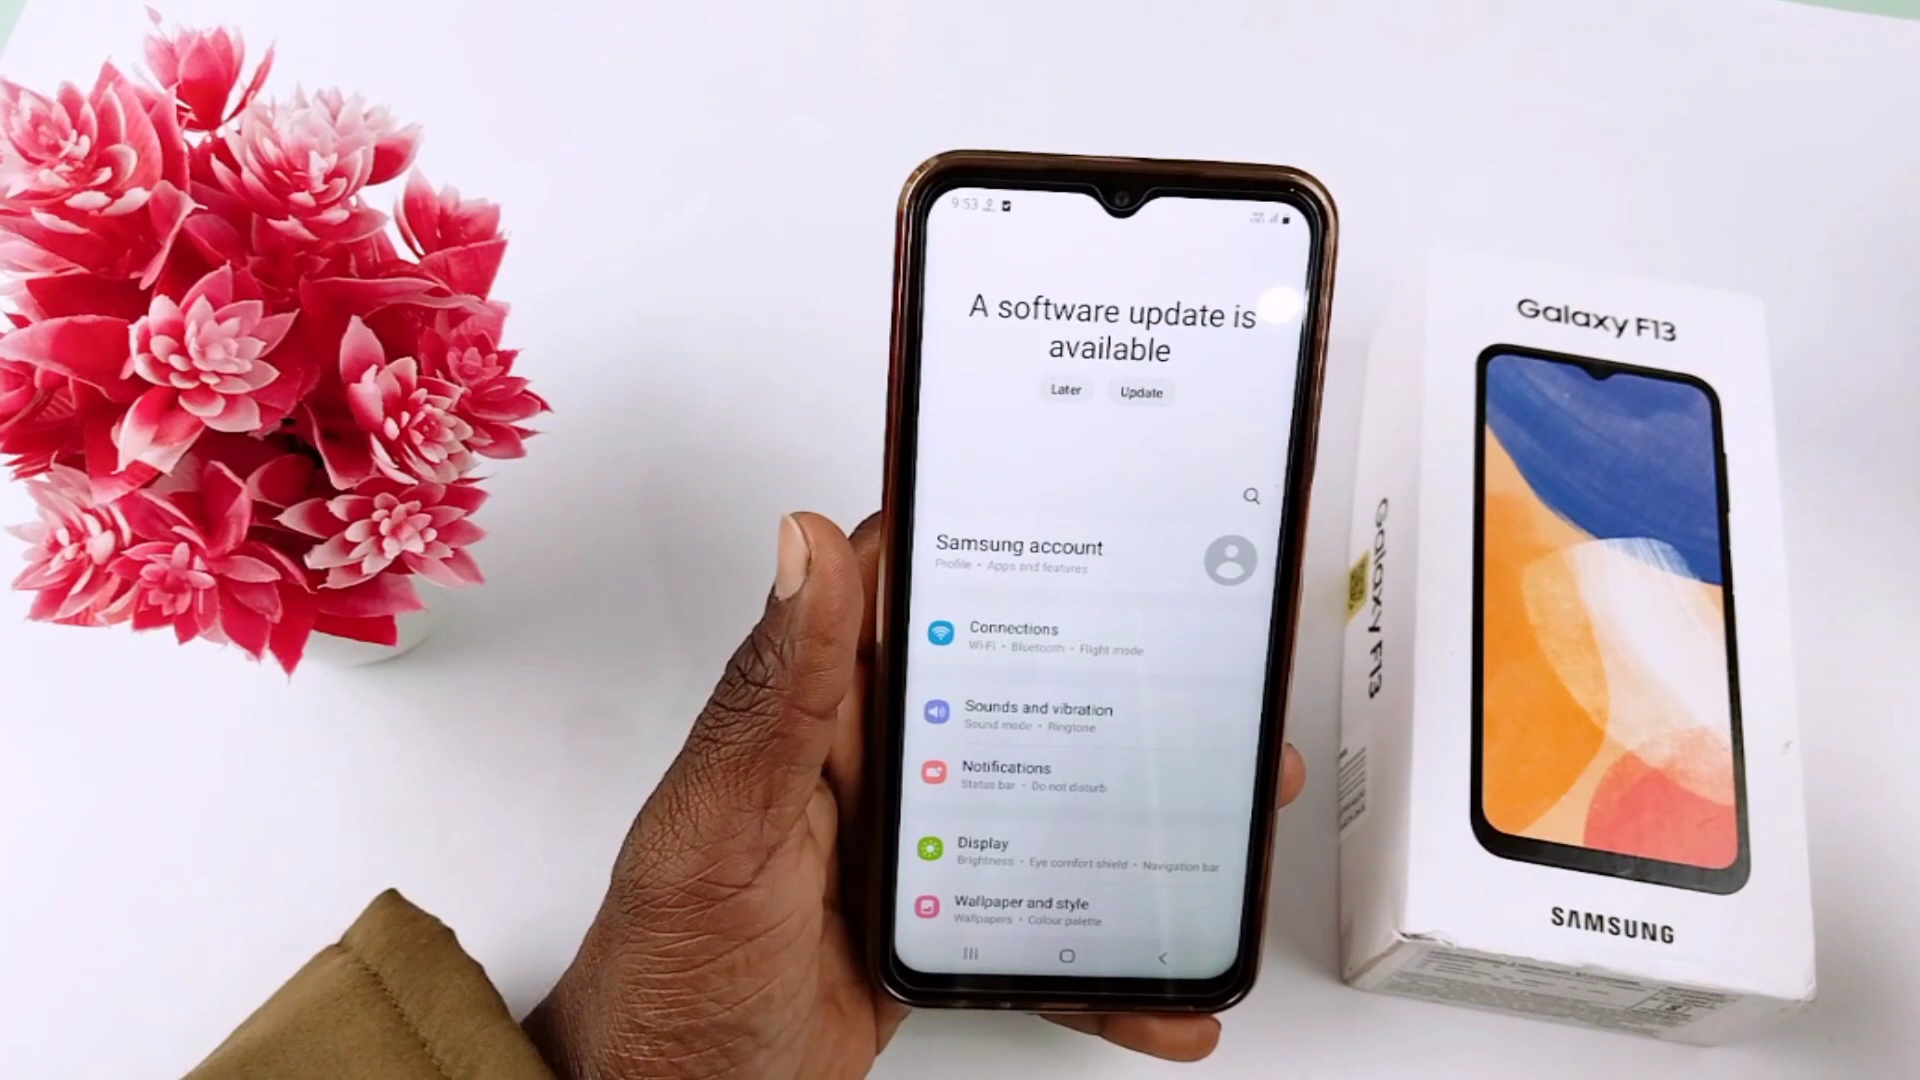 9:53
A software update is
available
Later Update
Samsung account
Profile • Apps and features
Connections
Wi-Fi • Bluetooth • Flight mode
Sounds and vibration
Sound mode • Ringtone
Notifications
Status bar • Do not disturb
Display
Brightness • Eye comfort shield • Navigation bar
Wallpaper and style
Wallpapers • Colour palette
Galaxy F13
SAMSUNG
Galaxy F13